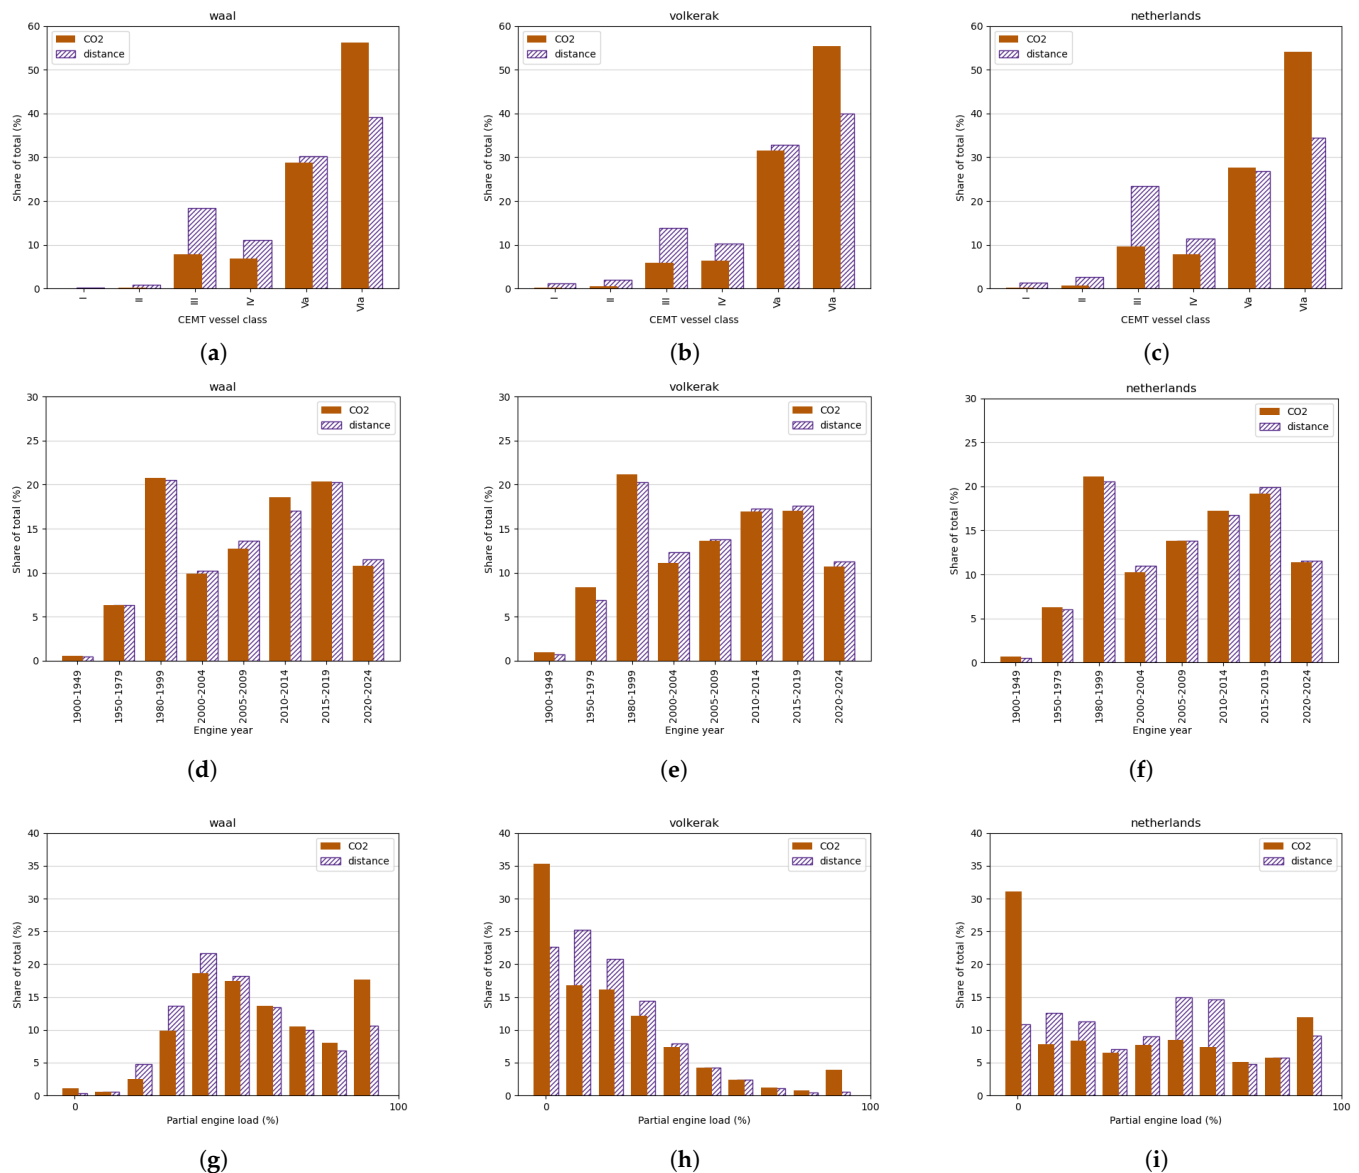 waal
60
50
40
30
20
10
0
Share of total (%)
CO2
distance
I
II
III
IV
Va
VIa
CEMT vessel class
(a)
volkerak
60
50
40
30
20
10
0
Share of total (%)
CO2
distance
I
II
III
IV
Va
VIa
CEMT vessel class
(b)
netherlands
60
50
40
30
20
10
0
Share of total (%)
CO2
distance
I
II
III
IV
Va
VIa
CEMT vessel class
(c)
waal
30
25
20
15
10
5
0
Share of total (%)
CO2
distance
1900-1949
1950-1979
1980-1999
2000-2004
2005-2009
2010-2014
2015-2019
2020-2024
Engine year
(d)
volkerak
30
25
20
15
10
5
0
Share of total (%)
CO2
distance
1900-1949
1950-1979
1980-1999
2000-2004
2005-2009
2010-2014
2015-2019
2020-2024
Engine year
(e)
netherlands
30
25
20
15
10
5
0
Share of total (%)
CO2
distance
1900-1949
1950-1979
1980-1999
2000-2004
2005-2009
2010-2014
2015-2019
2020-2024
Engine year
(f)
waal
40
35
30
25
20
15
10
5
0
Share of total (%)
CO2
distance
0
100
Partial engine load (%)
(g)
volkerak
40
35
30
25
20
15
10
5
0
Share of total (%)
CO2
distance
0
100
Partial engine load (%)
(h)
netherlands
40
35
30
25
20
15
10
5
0
Share of total (%)
CO2
distance
0
100
Partial engine load (%)
(i)